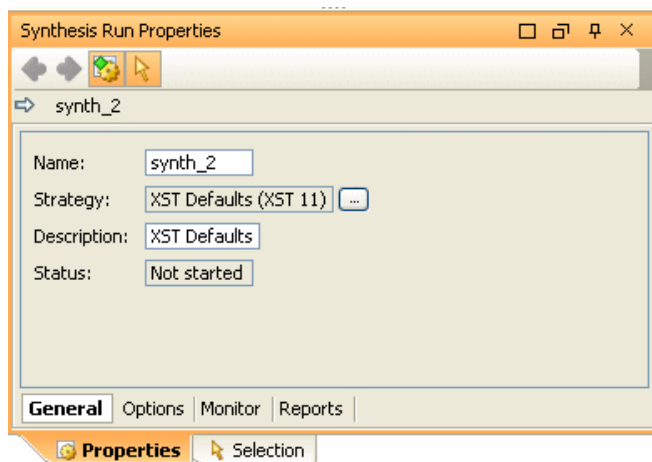 Synthesis Run Properties
synth_2
Name: synth_2
Strategy: XST Defaults (XST 11) ...
Description: XST Defaults
Status: Not started
General Options Monitor Reports
Properties Selection